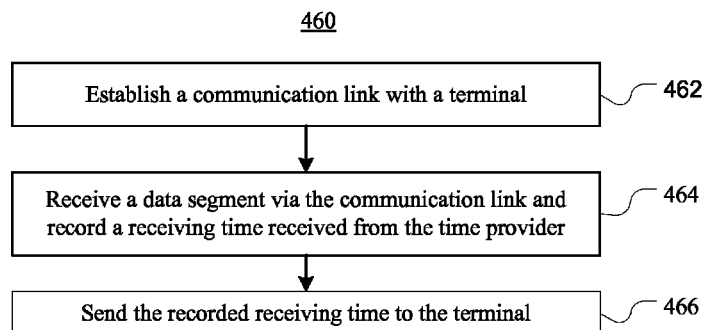 460
Establish a communication link with a terminal
462
Receive a data segment via the communication link and
record a receiving time received from the time provider
464
Send the recorded receiving time to the terminal
466